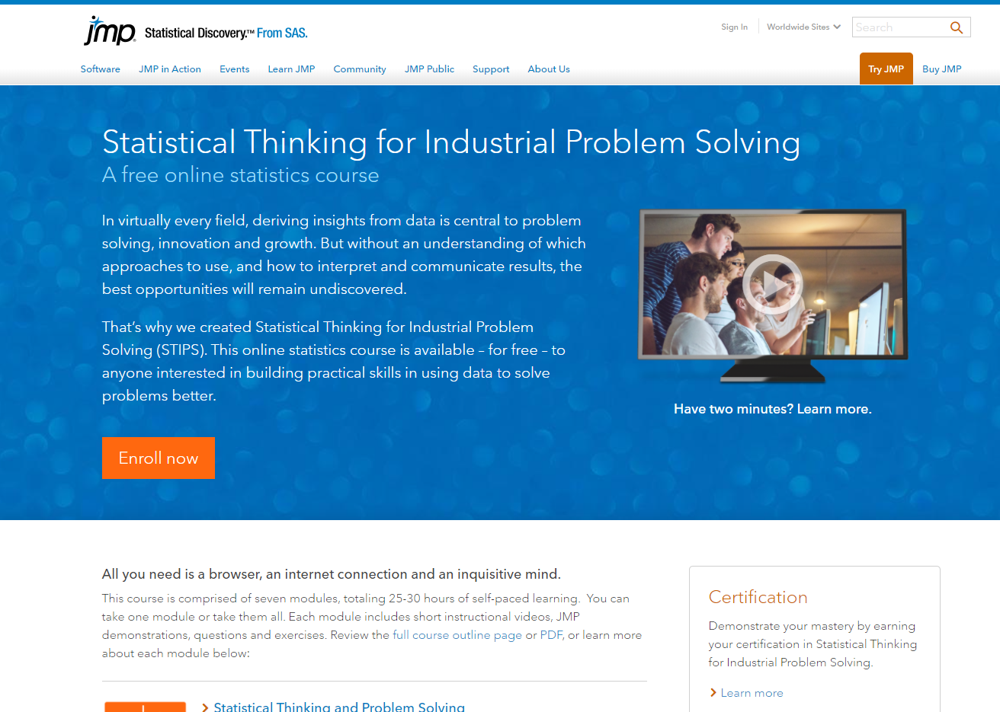 jmp Statistical Discovery.™ From SAS.
Sign In
Worldwide Sites
Search
Software
JMP in Action
Events
Learn JMP
Community
JMP Public
Support
About Us
Try JMP
Buy JMP
Statistical Thinking for Industrial Problem Solving
A free online statistics course
In virtually every field, deriving insights from data is central to problem
solving, innovation and growth. But without an understanding of which
approaches to use, and how to interpret and communicate results, the
best opportunities will remain undiscovered.
That’s why we created Statistical Thinking for Industrial Problem
Solving (STIPS). This online statistics course is available – for free – to
anyone interested in building practical skills in using data to solve
problems better.
Enroll now
Have two minutes? Learn more.
All you need is a browser, an internet connection and an inquisitive mind.
This course is comprised of seven modules, totaling 25-30 hours of self-paced learning.  You can
take one module or take them all. Each module includes short instructional videos, JMP
demonstrations, questions and exercises. Review the full course outline page or PDF, or learn more
about each module below:
Statistical Thinking and Problem Solving
Certification
Demonstrate your mastery by earning
your certification in Statistical Thinking
for Industrial Problem Solving.
Learn more